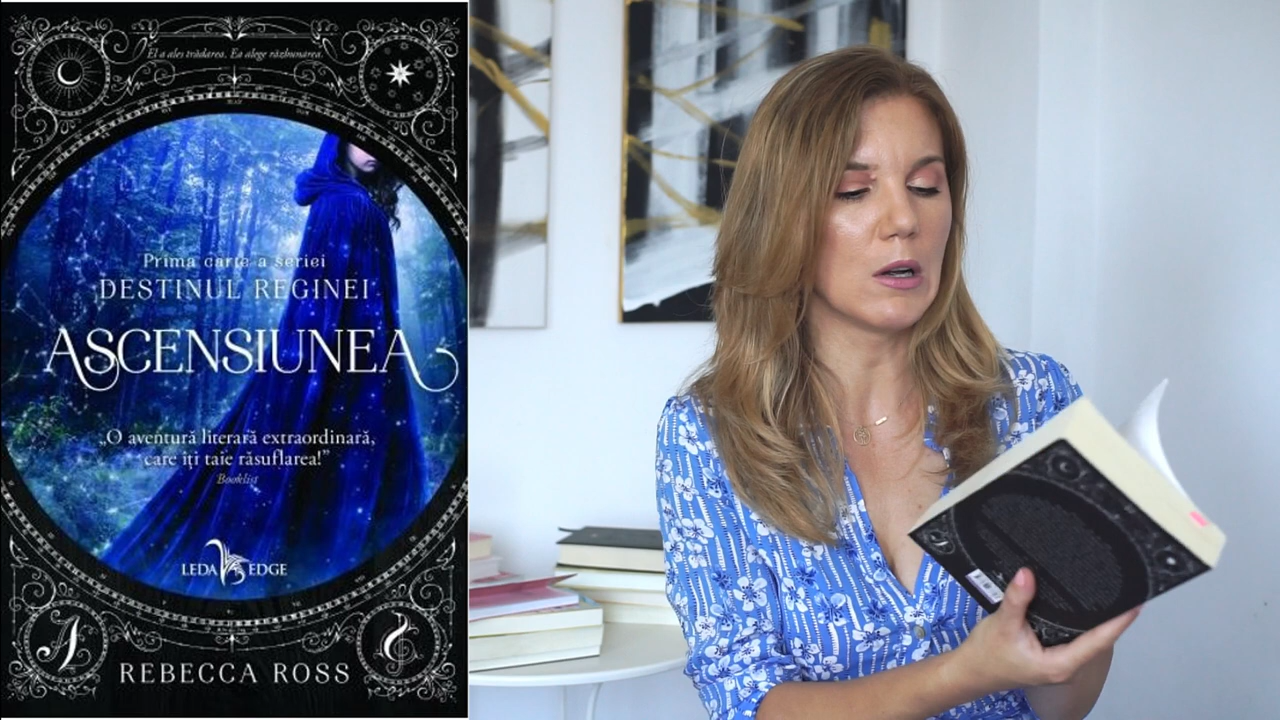 El a ales trădarea. Ea alege răzbunarea.
Prima carte a seriei
DESTINUL REGINEI
ASCENSIUNEA
„O aventură literară extraordinară,
care îți taie răsuflarea!”
Booklist
LEDA EDGE
REBECCA ROSS